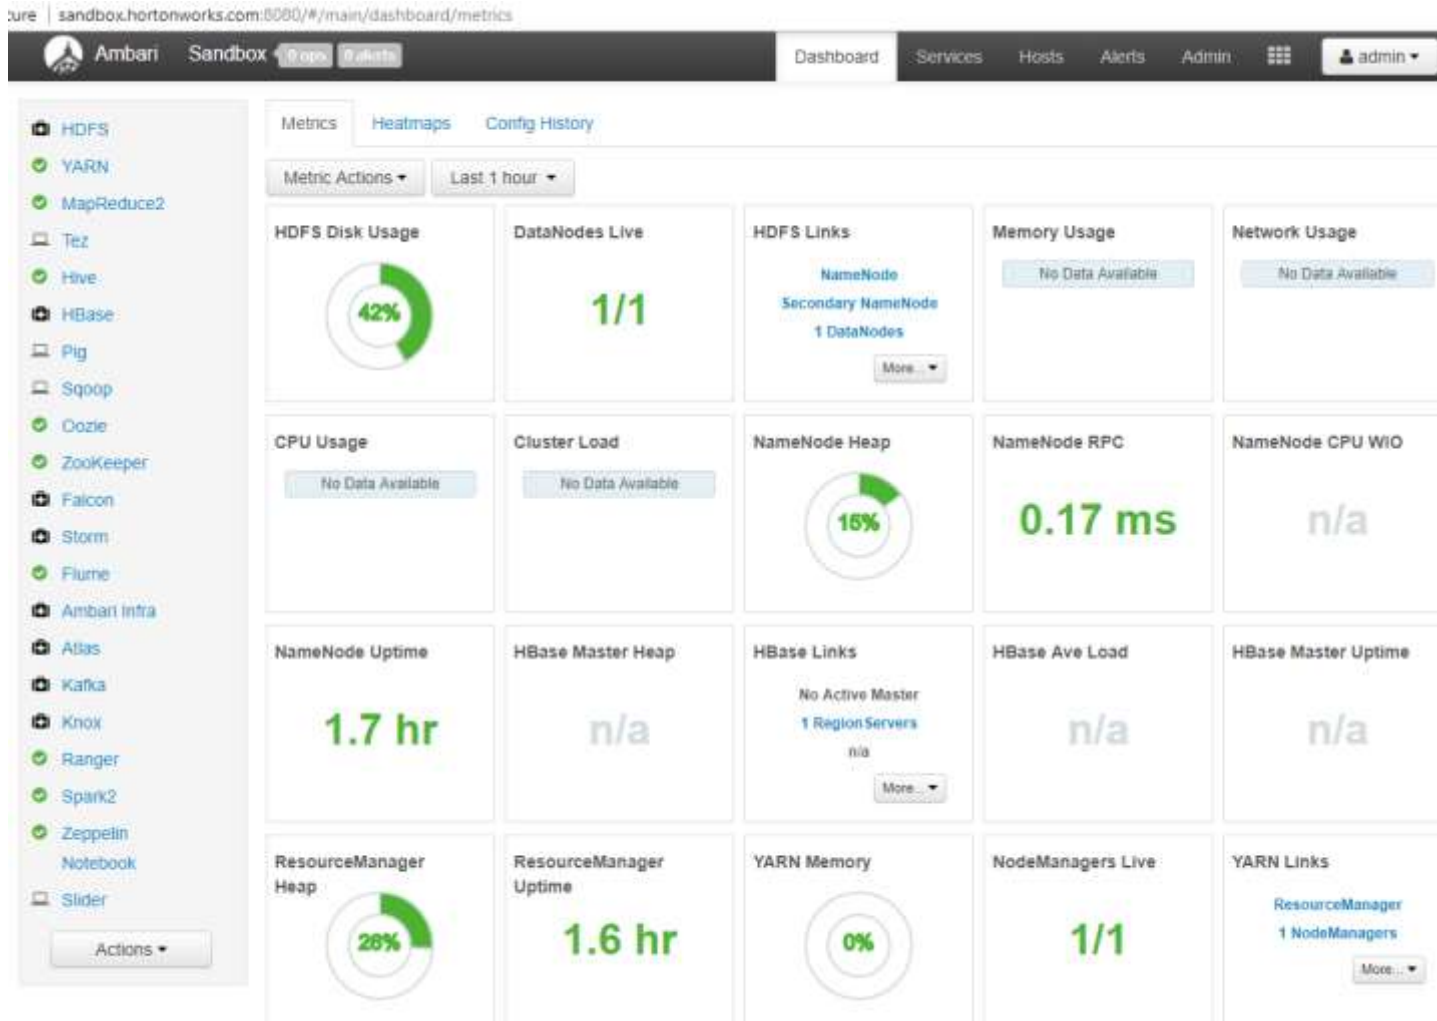 cure sandbox.hortonworks.com:8080/#/main/dashboard/metrics
Ambari Sandbox 0 ops 0 alerts Dashboard Services Hosts Alerts Admin admin
HDFS
YARN
MapReduce2
Tez
Hive
HBase
Pig
Sqoop
Oozie
ZooKeeper
Falcon
Storm
Flume
Ambari Infra
Atlas
Kafka
Knox
Ranger
Spark2
Zeppelin
Notebook
Slider
Actions
Metrics Heatmaps Config History
Metric Actions Last 1 hour
HDFS Disk Usage
42%
DataNodes Live
1/1
HDFS Links
NameNode
Secondary NameNode
1 DataNodes
More...
Memory Usage
No Data Available
Network Usage
No Data Available
CPU Usage
No Data Available
Cluster Load
No Data Available
NameNode Heap
15%
NameNode RPC
0.17 ms
NameNode CPU WIO
n/a
NameNode Uptime
1.7 hr
HBase Master Heap
n/a
HBase Links
No Active Master
1 RegionServers
n/a
More...
HBase Ave Load
n/a
HBase Master Uptime
n/a
ResourceManager
Heap
26%
ResourceManager
Uptime
1.6 hr
YARN Memory
0%
NodeManagers Live
1/1
YARN Links
ResourceManager
1 NodeManagers
More...